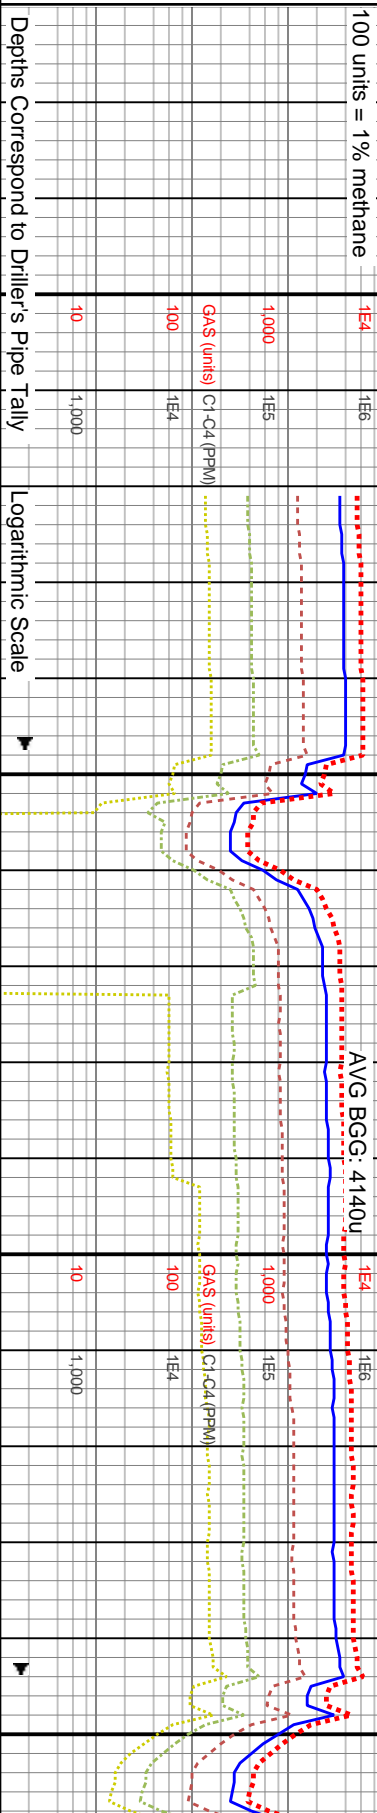 100 units = 1% methane
1E4
1,000
GAS (units)
100
10
1E6
1E5
C1-C4 (PPM)
1E4
1,000
Depths Correspond to Driller's Pipe Tally
Logarithmic Scale
AVG BGG: 4140u
1E4
1,000
GAS (units)
100
10
1E6
1E5
C1-C4 (PPM)
1E4
1,000